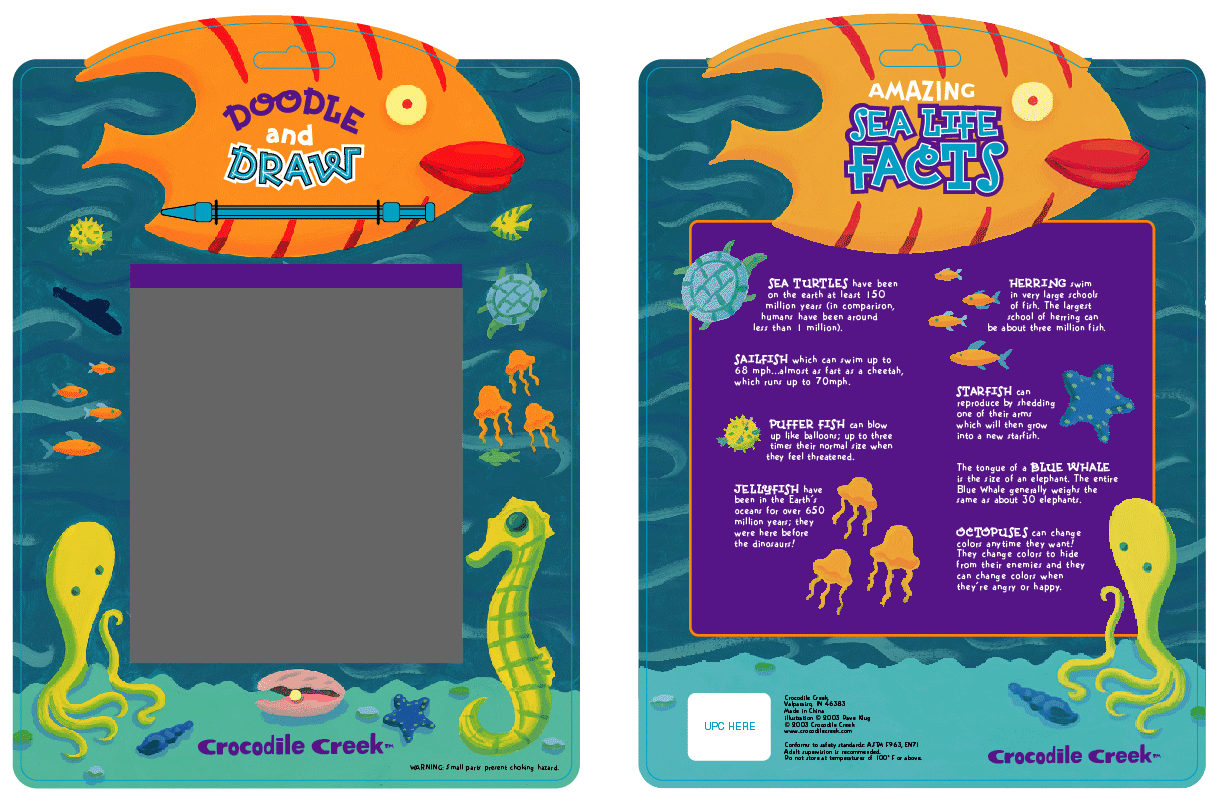 DOODLE
and
DRAW
Crocodile Creek™
WARNING: Small parts present choking hazard.
AMAZING
SEA LIFE
FACTS
SEA TURTLES have been
on the earth at least 150
million years (in comparison,
humans have been around
less than 1 million).
SAILFISH which can swim up to
68 mph...almost as fast as a cheetah,
which runs up to 70mph.
PUFFER FISH can blow
up like balloons; up to three
times their normal size when
they feel threatened.
JELLYFISH have
been in the Earth's
oceans for over 650
million years; they
were here before
the dinosaurs!
HERRING swim
in very large schools
of fish. The largest
school of herring can
be about three million fish.
STARFISH can
reproduce by shedding
one of their arms
which will then grow
into a new starfish.
The tongue of a BLUE WHALE
is the size of an elephant. The entire
Blue Whale generally weighs the
same as about 30 elephants.
OCTOPUSES can change
colors anytime they want!
They change colors to hide
from their enemies and they
can change colors when
they're angry or happy.
UPC HERE
Crocodile Creek
Valparaiso, IN 46383
Made in China
Illustration © 2003 Dave Klug
© 2003 Crocodile Creek
www.crocodilecreek.com
Conforms to safety standards: ASTM F963, EN71
Adult supervision is recommended.
Do not store at temperatures of 100° F or above.
Crocodile Creek™